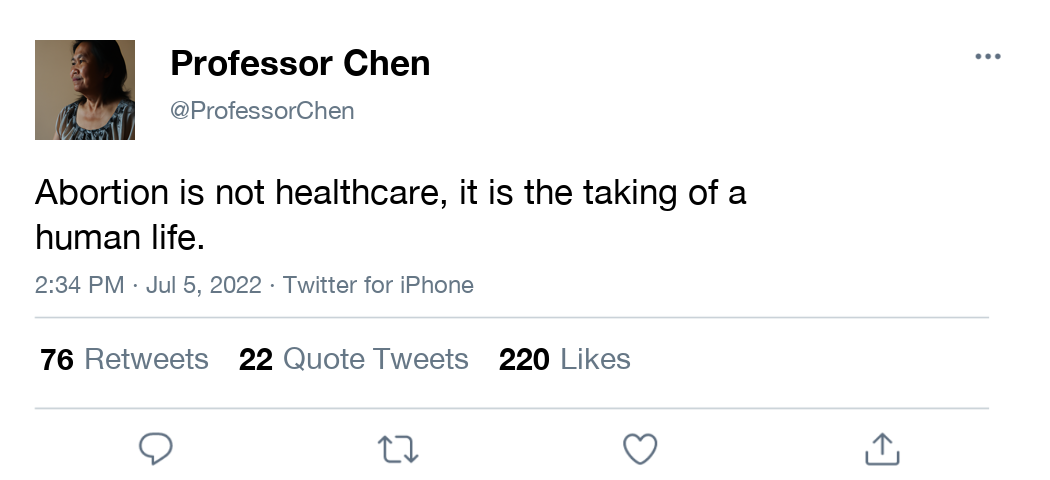 Professor Chen
@ProfessorChen
Abortion is not healthcare, it is the taking of a
human life.
2:34 PM · Jul 5, 2022 · Twitter for iPhone
76 Retweets 22 Quote Tweets 220 Likes